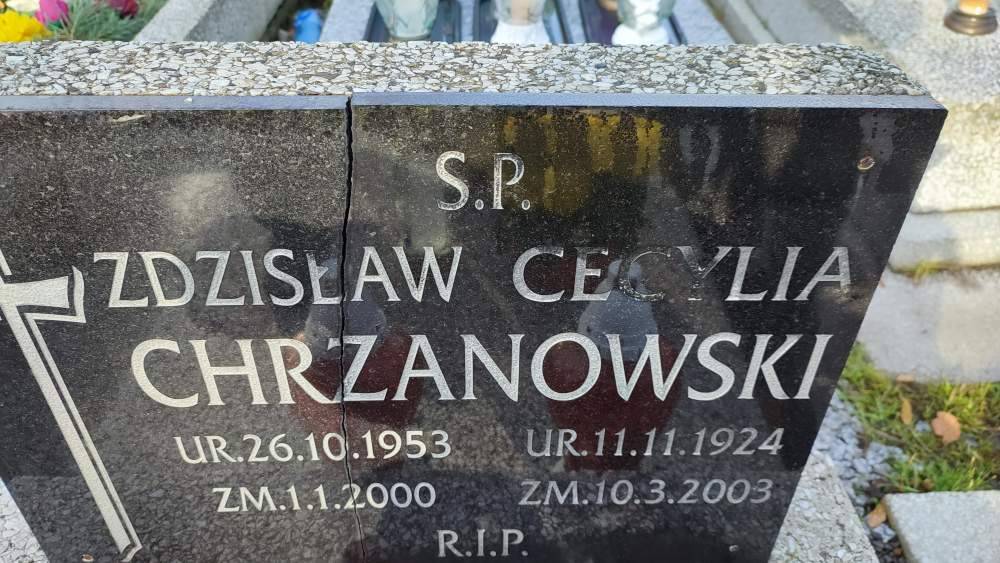 S.P.
ZDZISŁAW CECYLIA
CHRZANOWSKI
UR.26.10.1953 UR.11.11.1924
ZM.1.1.2000 ZM.10.3.2003
R.I.P.